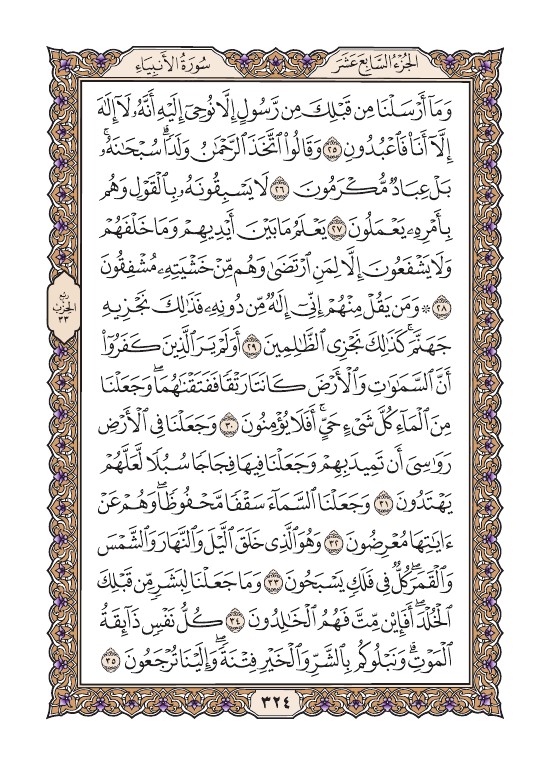 الجُزْءُ السَّابِعَ عَشَرَ
سُورَةُ الأَنبِيَاءِ
وَمَآ أَرْسَلْنَا مِن قَبْلِكَ مِن رَّسُولٍ إِلَّا نُوحِىٓ إِلَيْهِ أَنَّهُۥ لَآ إِلَٰهَ
إِلَّآ أَنَا۠ فَٱعْبُدُونِ ٢٥ وَقَالُوا۟ ٱتَّخَذَ ٱلرَّحْمَٰنُ وَلَدًا ۗ سُبْحَٰنَهُۥ ۚ
بَلْ عِبَادٌ مُّكْرَمُونَ ٢٦ لَا يَسْبِقُونَهُۥ بِٱلْقَوْلِ وَهُم
بِأَمْرِهِۦ يَعْمَلُونَ ٢٧ يَعْلَمُ مَا بَيْنَ أَيْدِيهِمْ وَمَا خَلْفَهُمْ
وَلَا يَشْفَعُونَ إِلَّا لِمَنِ ٱرْتَضَىٰ وَهُم مِّنْ خَشْيَتِهِۦ مُشْفِقُونَ
٢٨ ۞ وَمَن يَقُلْ مِنْهُمْ إِنِّىٓ إِلَٰهٌ مِّن دُونِهِۦ فَذَٰلِكَ نَجْزِيهِ
جَهَنَّمَ ۚ كَذَٰلِكَ نَجْزِى ٱلظَّٰلِمِينَ ٢٩ أَوَلَمْ يَرَ ٱلَّذِينَ كَفَرُوٓا۟
أَنَّ ٱلسَّمَٰوَٰتِ وَٱلْأَرْضَ كَانَتَا رَتْقًا فَفَتَقْنَٰهُمَا ۖ وَجَعَلْنَا
مِنَ ٱلْمَآءِ كُلَّ شَىْءٍ حَىٍّ ۖ أَفَلَا يُؤْمِنُونَ ٣٠ وَجَعَلْنَا فِى ٱلْأَرْضِ
رَوَٰسِىَ أَن تَمِيدَ بِهِمْ وَجَعَلْنَا فِيهَا فِجَاجًا سُبُلًا لَّعَلَّهُمْ
يَهْتَدُونَ ٣١ وَجَعَلْنَا ٱلسَّمَآءَ سَقْفًا مَّحْفُوظًا ۖ وَهُمْ عَنْ
ءَايَٰتِهَا مُعْرِضُونَ ٣٢ وَهُوَ ٱلَّذِى خَلَقَ ٱلَّيْلَ وَٱلنَّهَارَ وَٱلشَّمْسَ
وَٱلْقَمَرَ ۖ كُلٌّ فِى فَلَكٍ يَسْبَحُونَ ٣٣ وَمَا جَعَلْنَا لِبَشَرٍ مِّن قَبْلِكَ
ٱلْخُلْدَ ۖ أَفَإِي۟ن مِّتَّ فَهُمُ ٱلْخَٰلِدُونَ ٣٤ كُلُّ نَفْسٍ ذَآئِقَةُ
ٱلْمَوْتِ ۗ وَنَبْلُوكُم بِٱلشَّرِّ وَٱلْخَيْرِ فِتْنَةً ۖ وَإِلَيْنَا تُرْجَعُونَ ٣٥
ربع
الحزب
٣٣
٣٢٤